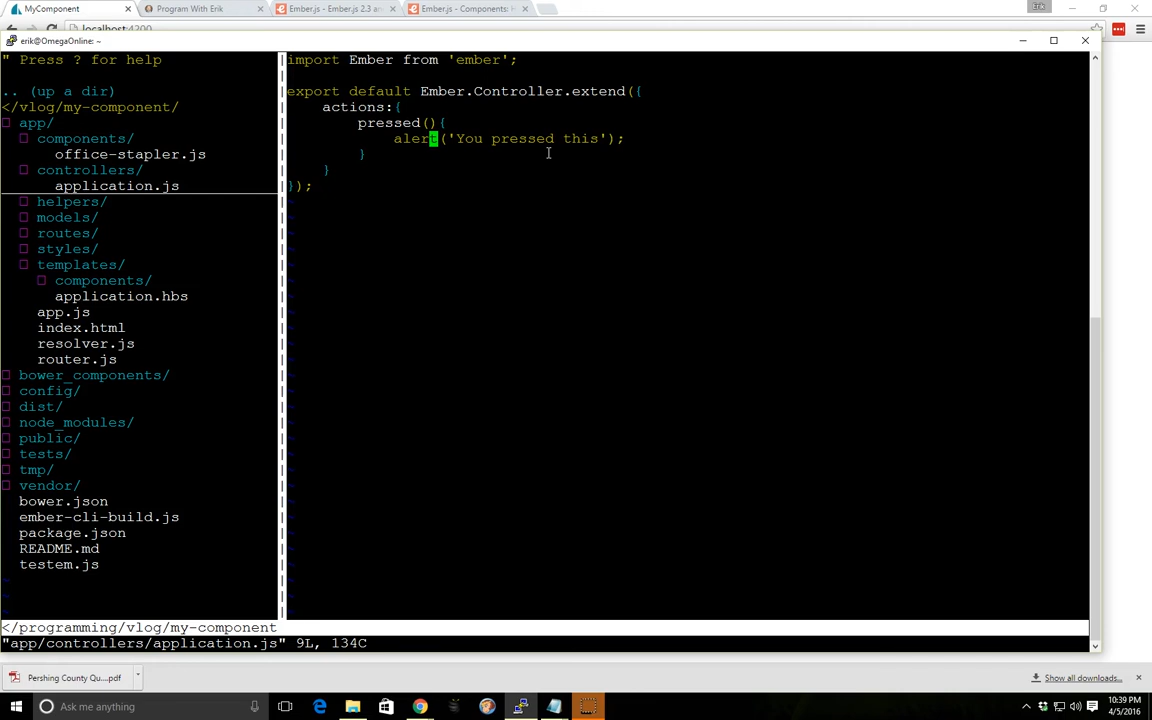 MyComponent
Program With Erik
Ember.js - Ember.js 2.3 an
Ember.js - Components: H
Erik
localhost:4200
erik@OmegaOnline: ~
" Press ? for help
.. (up a dir)
</vlog/my-component/
app/
components/
office-stapler.js
controllers/
application.js
helpers/
models/
routes/
styles/
templates/
components/
application.hbs
app.js
index.html
resolver.js
router.js
bower_components/
config/
dist/
node_modules/
public/
tests/
tmp/
vendor/
bower.json
ember-cli-build.js
package.json
README.md
testem.js
~
~
~
</programming/vlog/my-component
import Ember from 'ember';
export default Ember.Controller.extend({
actions:{
pressed(){
alert('You pressed this');
}
}
});
"app/controllers/application.js" 9L, 134C
Pershing County Qu....pdf
Show all downloads...
Ask me anything
10:39 PM
4/5/2016